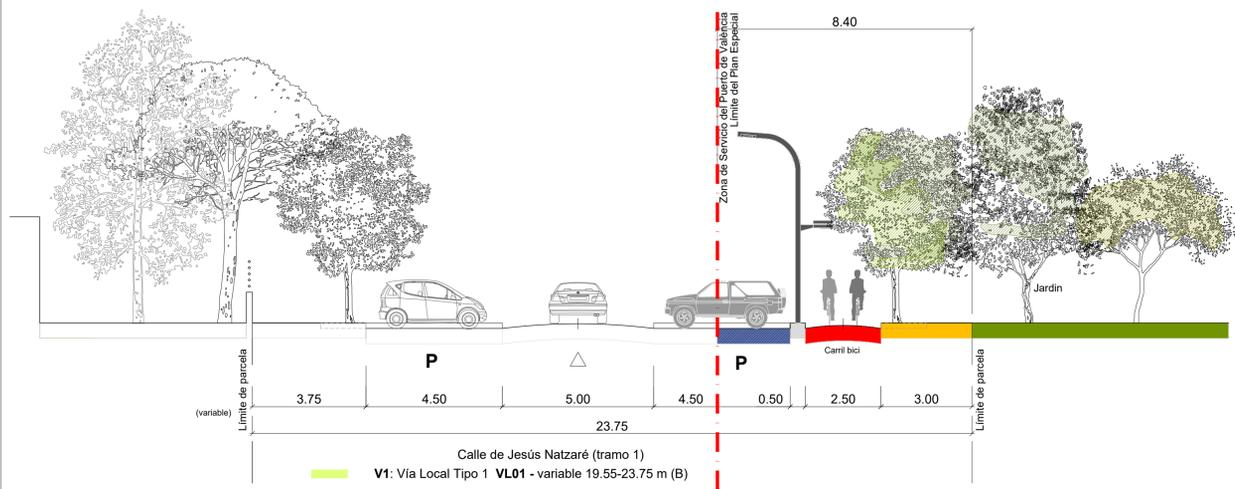 8.40
Zona de Servicio del Puerto de València
Límite del Plan Especial
Jardín
P
P
Carril bici
Límite de parcela
(variable)
3.75
4.50
5.00
4.50
0.50
2.50
3.00
Límite de parcela
23.75
Calle de Jesús Natzaré (tramo 1)
V1: Vía Local Tipo 1 VL01 - variable 19.55-23.75 m (B)